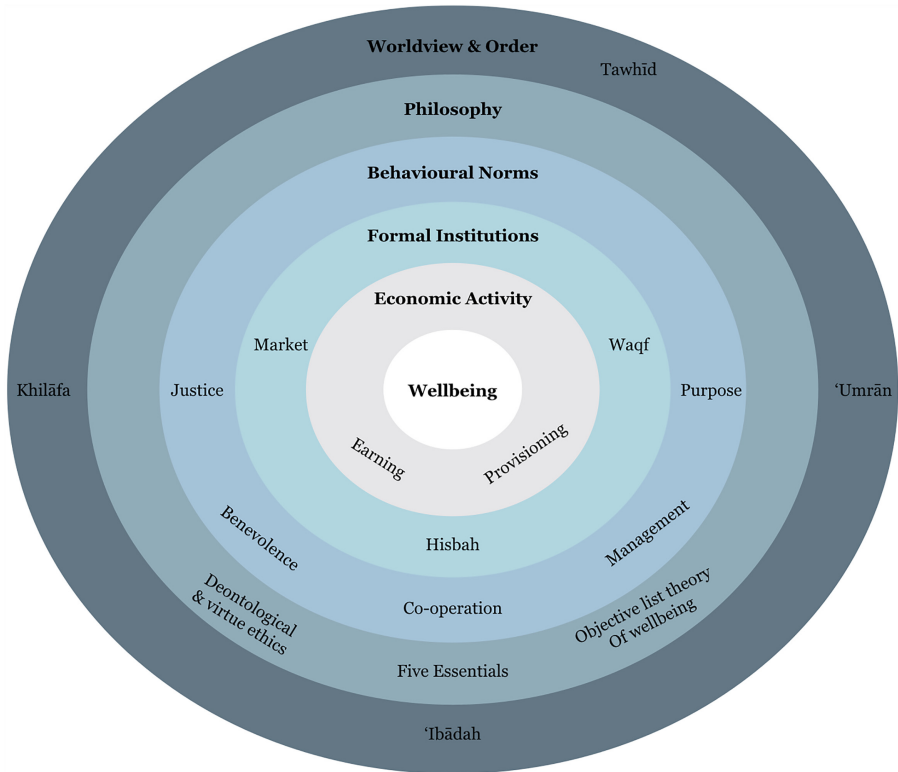 Worldview & Order
Tawhīd
Philosophy
Behavioural Norms
Formal Institutions
Economic Activity
Market
Waqf
Khilāfa
Justice
Wellbeing
Purpose
‘Umrān
Earning
Provisioning
Benevolence
Management
Hisbah
Deontological
& virtue ethics
Co-operation
Objective list theory
Of wellbeing
Five Essentials
‘Ibādah